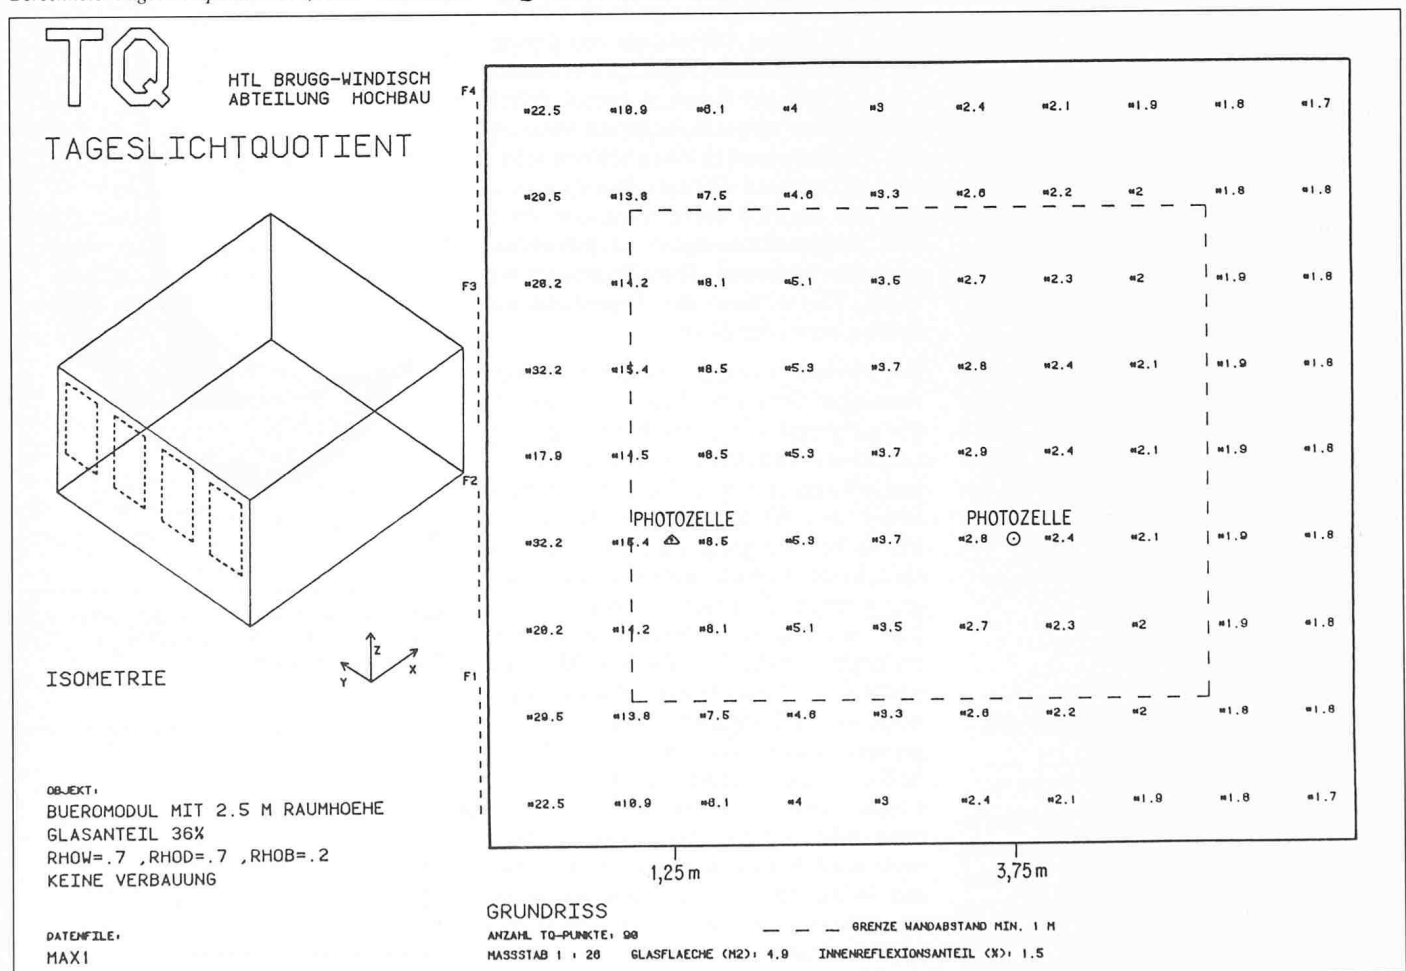 TQ
HTL BRUGG-WINDISCH
ABTEILUNG HOCHBAU
TAGESLICHTQUOTIENT
ISOMETRIE
Z
Y
X
OBJEKT:
BUEROMODUL MIT 2.5 M RAUMHOEHE
GLASANTEIL 36%
RHOW=.7 ,RHOD=.7 ,RHOB=.2
KEINE VERBAUUNG
DATENFILE:
MAX1
F4
*22.5 *10.9 *6.1 *4 *3 *2.4 *2.1 *1.9 *1.8 *1.7
*29.5 *13.8 *7.5 *4.6 *3.3 *2.6 *2.2 *2 *1.8 *1.8
F3
*20.2 *14.2 *8.1 *5.1 *3.5 *2.7 *2.3 *2 *1.9 *1.8
*32.2 *15.4 *8.5 *5.3 *3.7 *2.8 *2.4 *2.1 *1.9 *1.8
*17.9 *14.5 *8.5 *5.3 *3.7 *2.9 *2.4 *2.1 *1.9 *1.8
F2
PHOTOZELLE PHOTOZELLE
*32.2 *15.4 *8.5 *5.3 *3.7 *2.8 *2.4 *2.1 *1.9 *1.8
*20.2 *14.2 *8.1 *5.1 *3.5 *2.7 *2.3 *2 *1.9 *1.8
F1
*29.5 *13.8 *7.5 *4.6 *3.3 *2.6 *2.2 *2 *1.8 *1.8
*22.5 *10.9 *6.1 *4 *3 *2.4 *2.1 *1.9 *1.8 *1.7
1,25 m 3,75 m
GRUNDRISS
ANZAHL TQ-PUNKTE: 90
— — — GRENZE WANDABSTAND MIN. 1 M
MASSSTAB 1 : 20 GLASFLAECHE (M2): 4.9 INNENREFLEXIONSANTEIL (%): 1.5